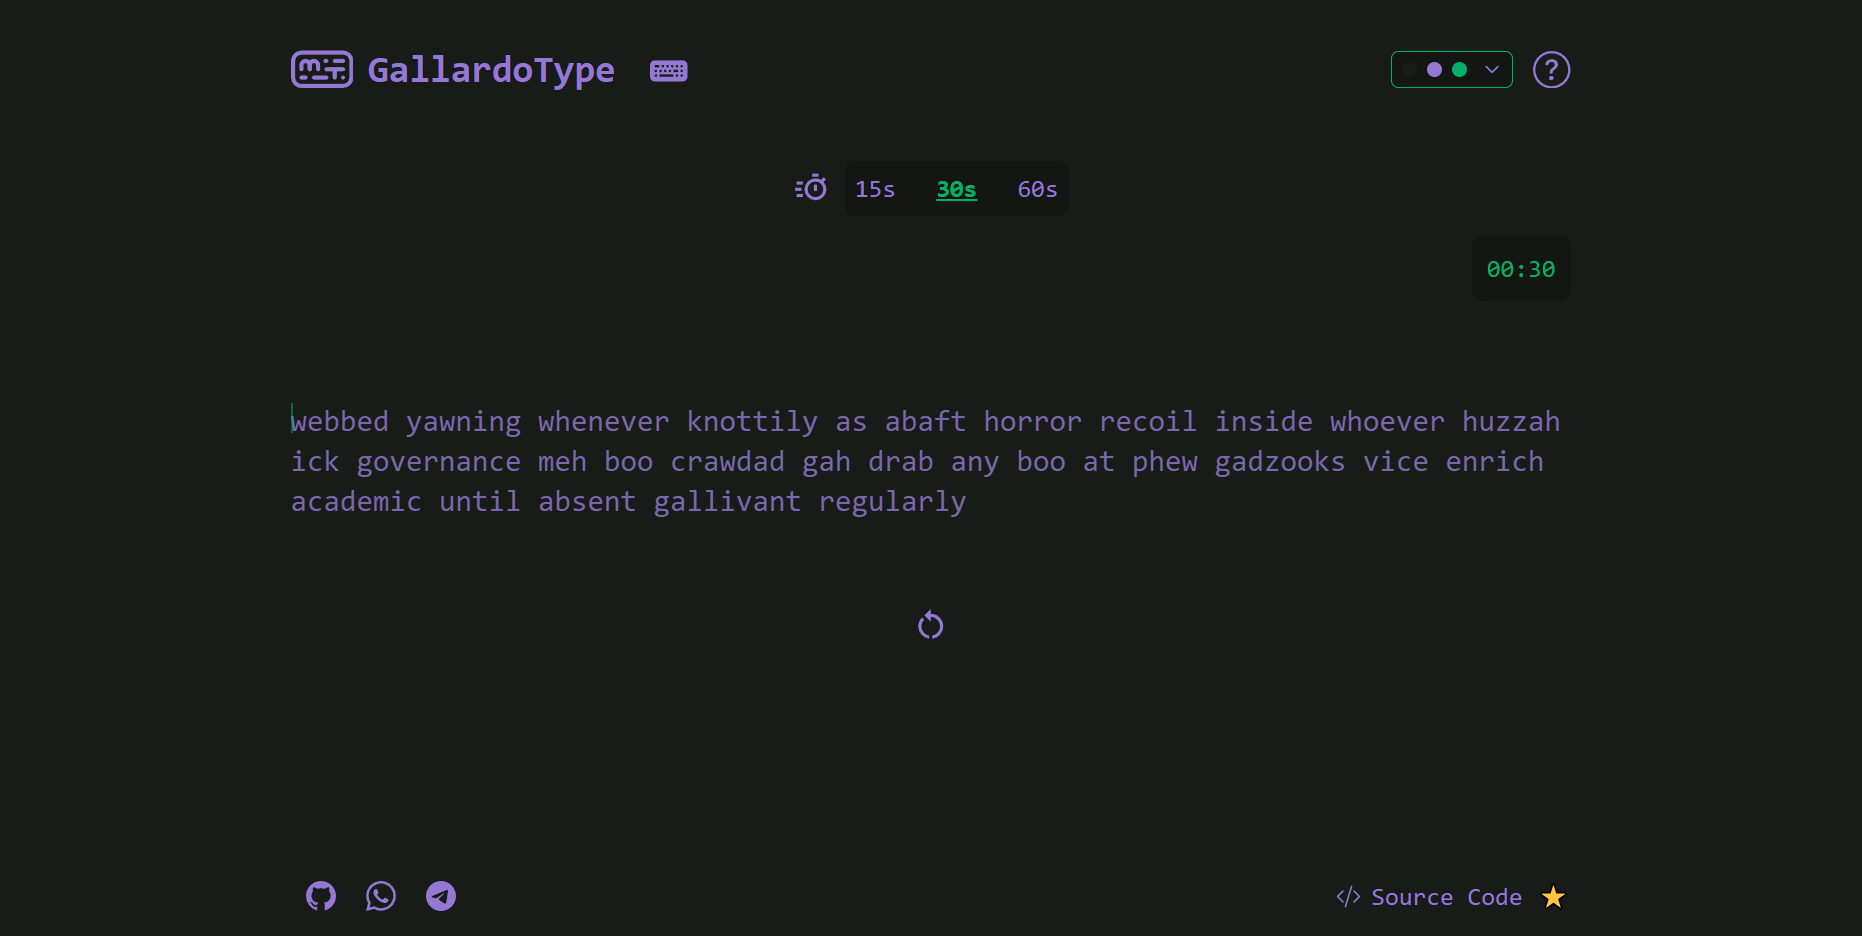 GallardoType
15s 30s 60s
00:30
webbed yawning whenever knottily as abaft horror recoil inside whoever huzzah
ick governance meh boo crawdad gah drab any boo at phew gadzooks vice enrich
academic until absent gallivant regularly
</> Source Code